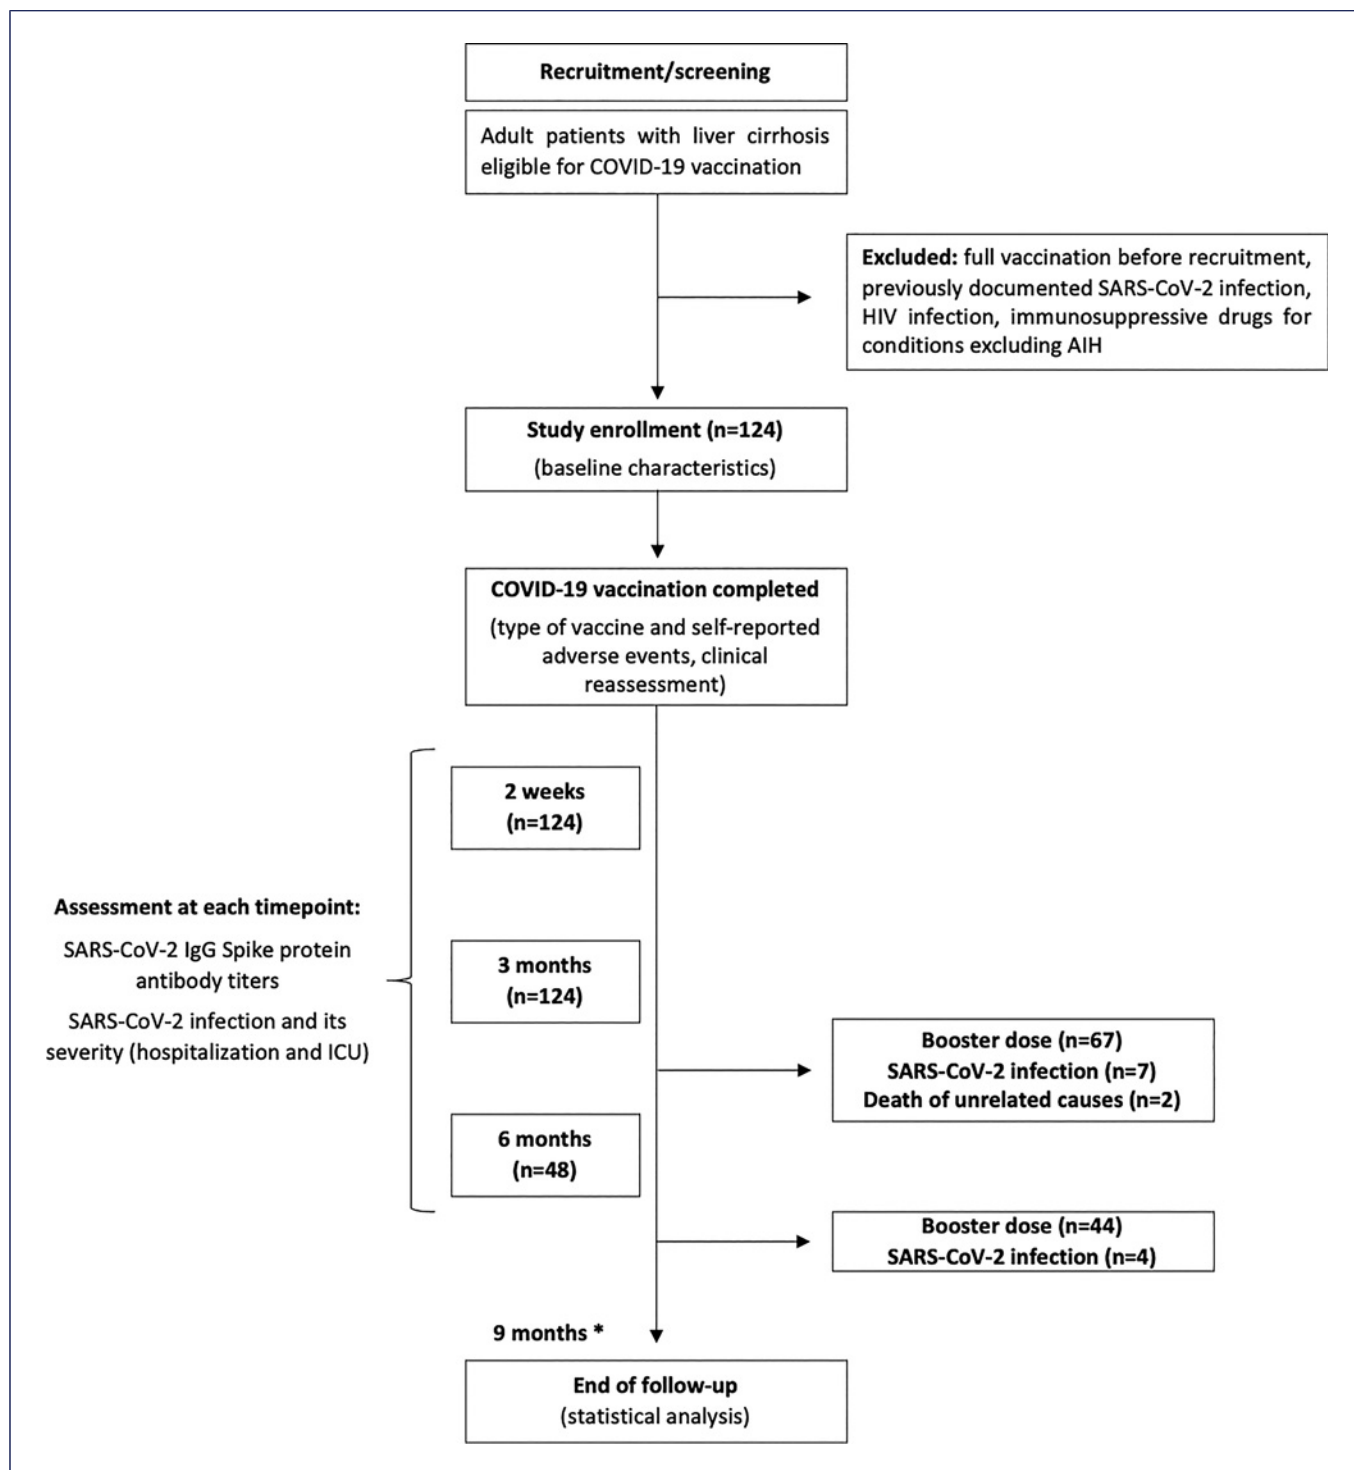 Recruitment/screening
Adult patients with liver cirrhosis
eligible for COVID-19 vaccination
Excluded: full vaccination before recruitment,
previously documented SARS-CoV-2 infection,
HIV infection, immunosuppressive drugs for
conditions excluding AIH
Study enrollment (n=124)
(baseline characteristics)
COVID-19 vaccination completed
(type of vaccine and self-reported
adverse events, clinical
reassessment)
2 weeks
(n=124)
Assessment at each timepoint:
SARS-CoV-2 IgG Spike protein
antibody titers
SARS-CoV-2 infection and its
severity (hospitalization and ICU)
3 months
(n=124)
Booster dose (n=67)
SARS-CoV-2 infection (n=7)
Death of unrelated causes (n=2)
6 months
(n=48)
Booster dose (n=44)
SARS-CoV-2 infection (n=4)
9 months *
End of follow-up
(statistical analysis)